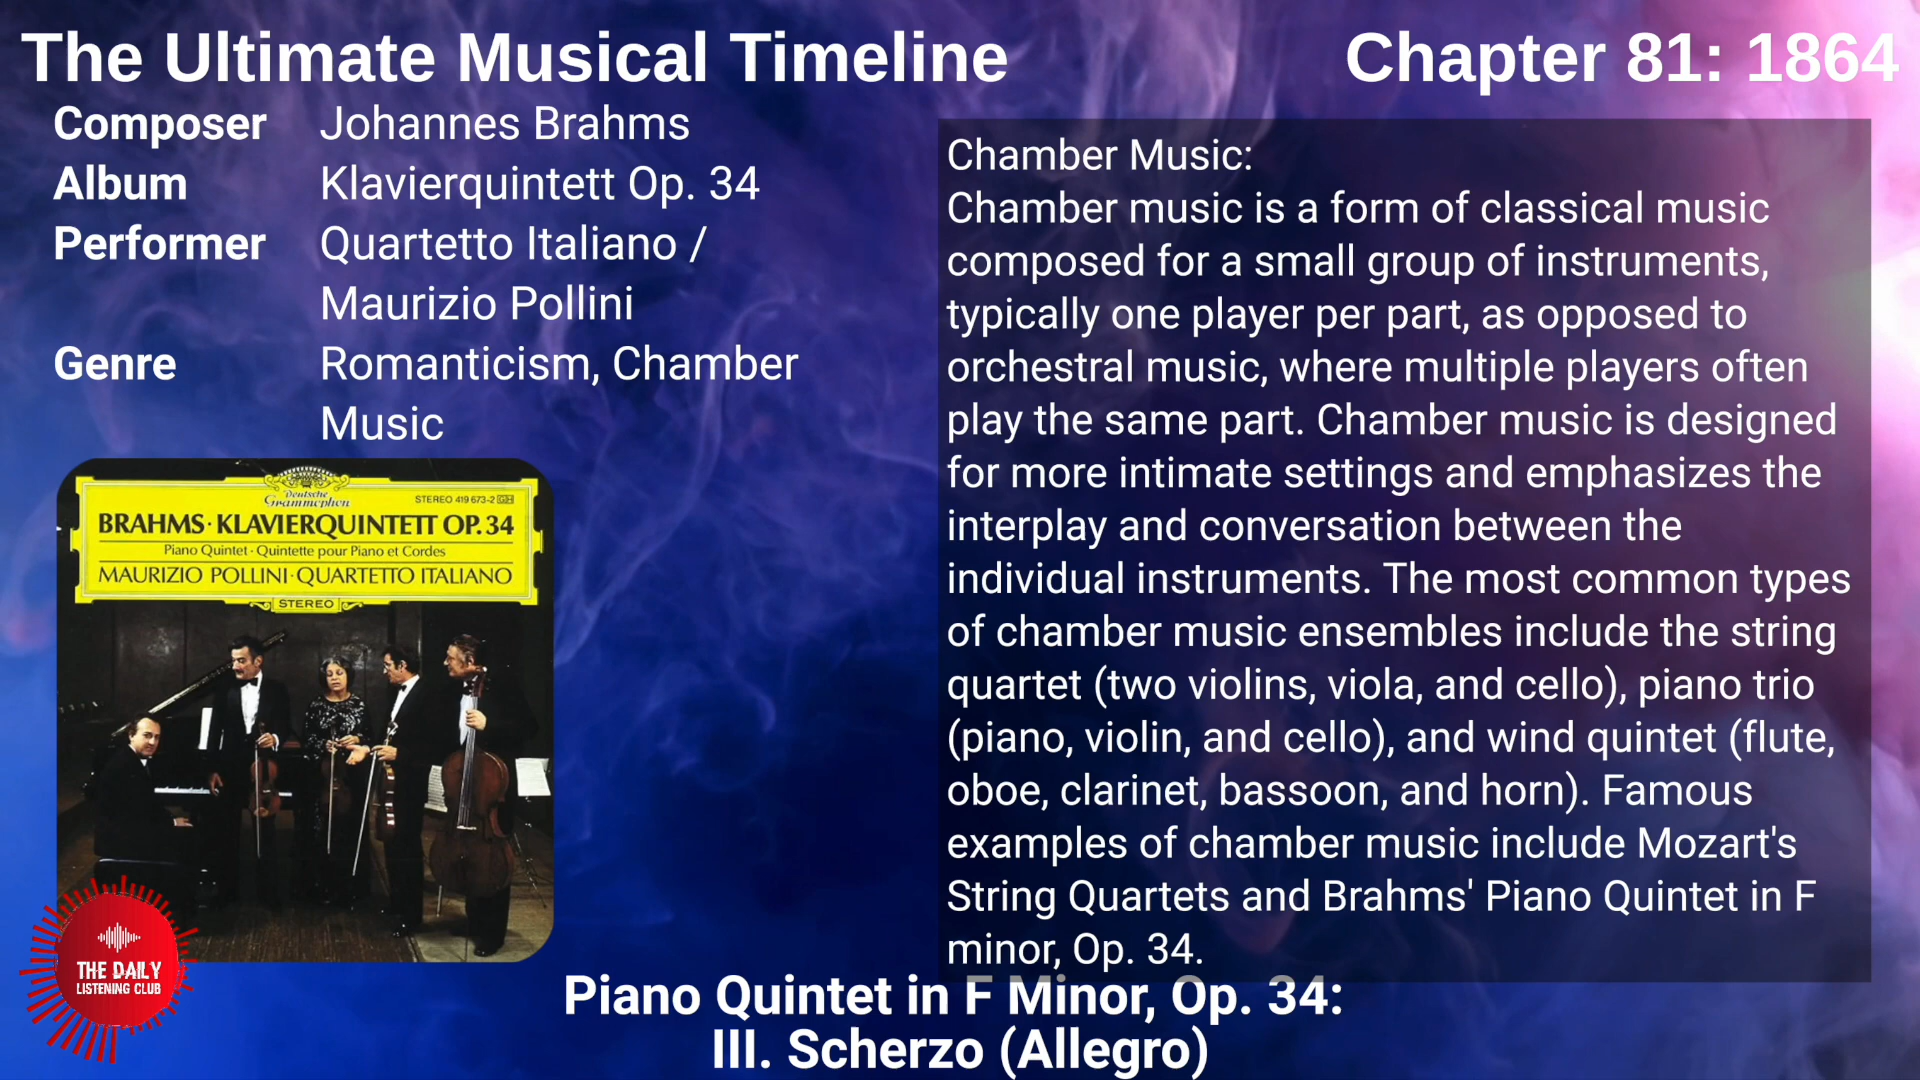 The Ultimate Musical Timeline
Chapter 81: 1864
Composer Johannes Brahms
Album Klavierquintett Op. 34
Performer Quartetto Italiano /
Maurizio Pollini
Genre Romanticism, Chamber
Music
Deutsche
Grammophon
STEREO 419 673-2 GH
BRAHMS · KLAVIERQUINTETT OP. 34
Piano Quintet · Quintette pour Piano et Cordes
MAURIZIO POLLINI · QUARTETTO ITALIANO
STEREO
THE DAILY
LISTENING CLUB
Chamber Music:
Chamber music is a form of classical music
composed for a small group of instruments,
typically one player per part, as opposed to
orchestral music, where multiple players often
play the same part. Chamber music is designed
for more intimate settings and emphasizes the
interplay and conversation between the
individual instruments. The most common types
of chamber music ensembles include the string
quartet (two violins, viola, and cello), piano trio
(piano, violin, and cello), and wind quintet (flute,
oboe, clarinet, bassoon, and horn). Famous
examples of chamber music include Mozart's
String Quartets and Brahms' Piano Quintet in F
minor, Op. 34.
Piano Quintet in F Minor, Op. 34:
III. Scherzo (Allegro)